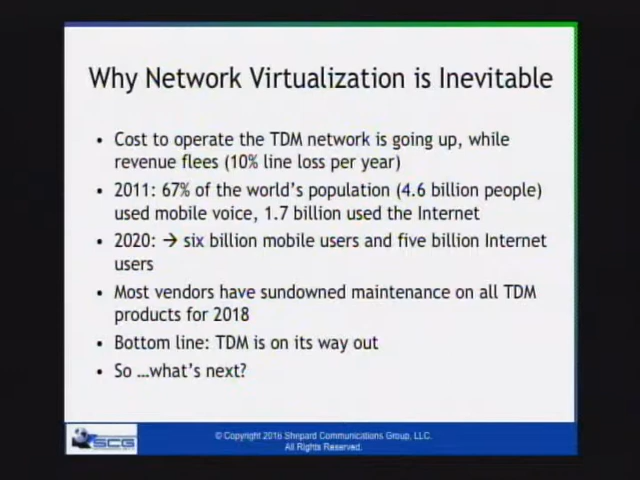 Why Network Virtualization is Inevitable
• Cost to operate the TDM network is going up, while
revenue flees (10% line loss per year)
• 2011: 67% of the world's population (4.6 billion people)
used mobile voice, 1.7 billion used the Internet
• 2020: → six billion mobile users and five billion Internet
users
• Most vendors have sundowned maintenance on all TDM
products for 2018
• Bottom line: TDM is on its way out
• So …what's next?
SCG
© Copyright 2016 Shepard Communications Group, LLC.
All Rights Reserved.